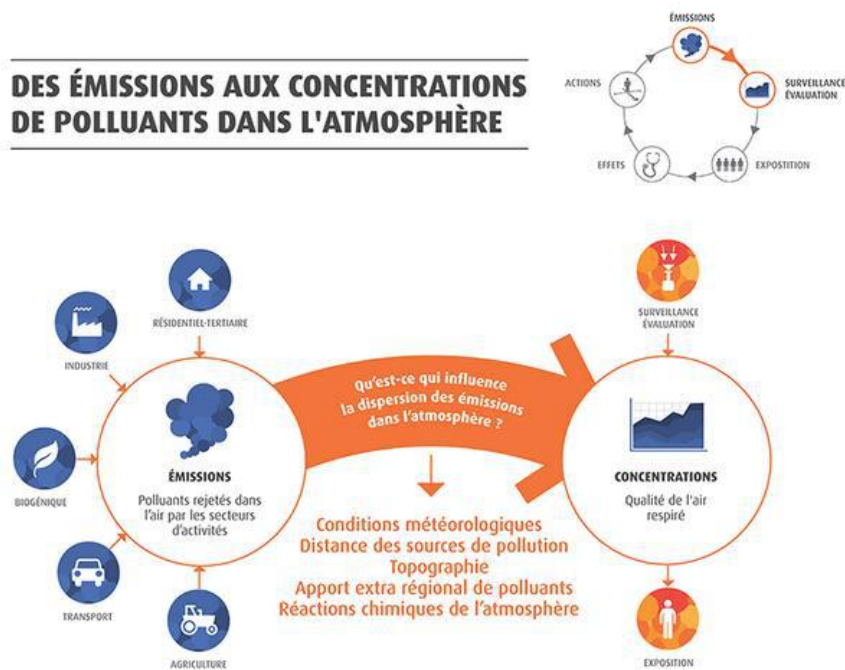 DES ÉMISSIONS AUX CONCENTRATIONS
DE POLLUANTS DANS L'ATMOSPHÈRE
ÉMISSIONS
ACTIONS
SURVEILLANCE
ÉVALUATION
EFFETS
EXPOSTITION
RÉSIDENTIEL-TERTIAIRE
INDUSTRIE
BIOGÉNIQUE
TRANSPORT
AGRICULTURE
ÉMISSIONS
Polluants rejetés dans
l'air par les secteurs
d'activités
Qu'est-ce qui influence
la dispersion des émissions
dans l'atmosphère ?
Conditions météorologiques
Distance des sources de pollution
Topographie
Apport extra régional de polluants
Réactions chimiques de l'atmosphère
SURVEILLANCE
ÉVALUATION
CONCENTRATIONS
Qualité de l'air
respiré
EXPOSITION